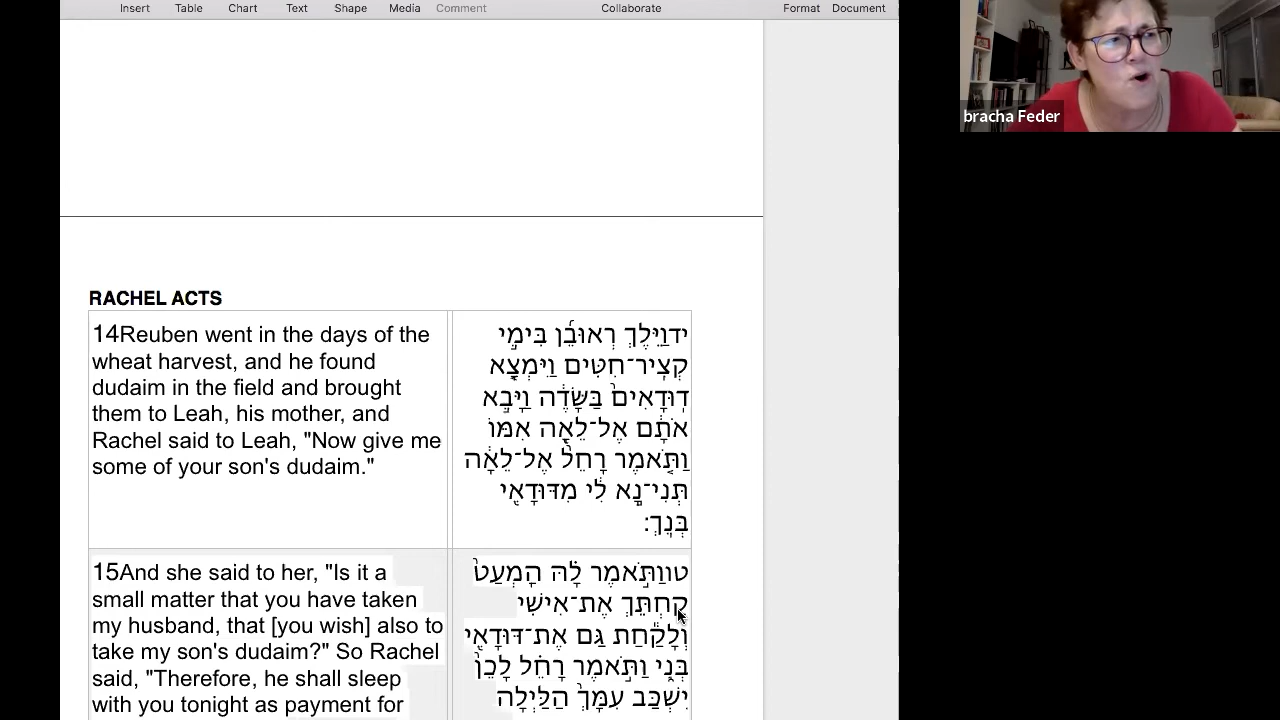 Insert Table Chart Text Shape Media Comment Collaborate Format Document
bracha Feder
RACHEL ACTS
14Reuben went in the days of the
wheat harvest, and he found
dudaim in the field and brought
them to Leah, his mother, and
Rachel said to Leah, "Now give me
some of your son's dudaim."
ידוַיֵּ֨לֶךְ רְאוּבֵ֜ן בִּימֵ֣י
קְצִיר־חִטִּ֗ים וַיִּמְצָ֤א
דֽוּדָאִים֙ בַּשָּׂדֶ֔ה וַיָּבֵ֣א
אֹתָ֔ם אֶל־לֵאָ֖ה אִמּ֑וֹ
וַתֹּ֤אמֶר רָחֵל֙ אֶל־לֵאָ֔ה
תְּנִי־נָ֣א לִ֔י מִדּוּדָאֵ֖י
בְּנֵֽךְ:
15And she said to her, "Is it a
small matter that you have taken
my husband, that [you wish] also to
take my son's dudaim?" So Rachel
said, "Therefore, he shall sleep
with you tonight as payment for
טווַתֹּ֣אמֶר לָ֗הּ הַֽמְעַט֙
קַחְתֵּ֣ךְ אֶת־אִישִׁ֔י
וְלָקַ֕חַת גַּ֥ם אֶת־דּֽוּדָאֵ֖י
בְּנִ֑י וַתֹּ֣אמֶר רָחֵ֗ל לָכֵן֙
יִשְׁכַּ֤ב עִמָּךְ֙ הַלַּ֔יְלָה